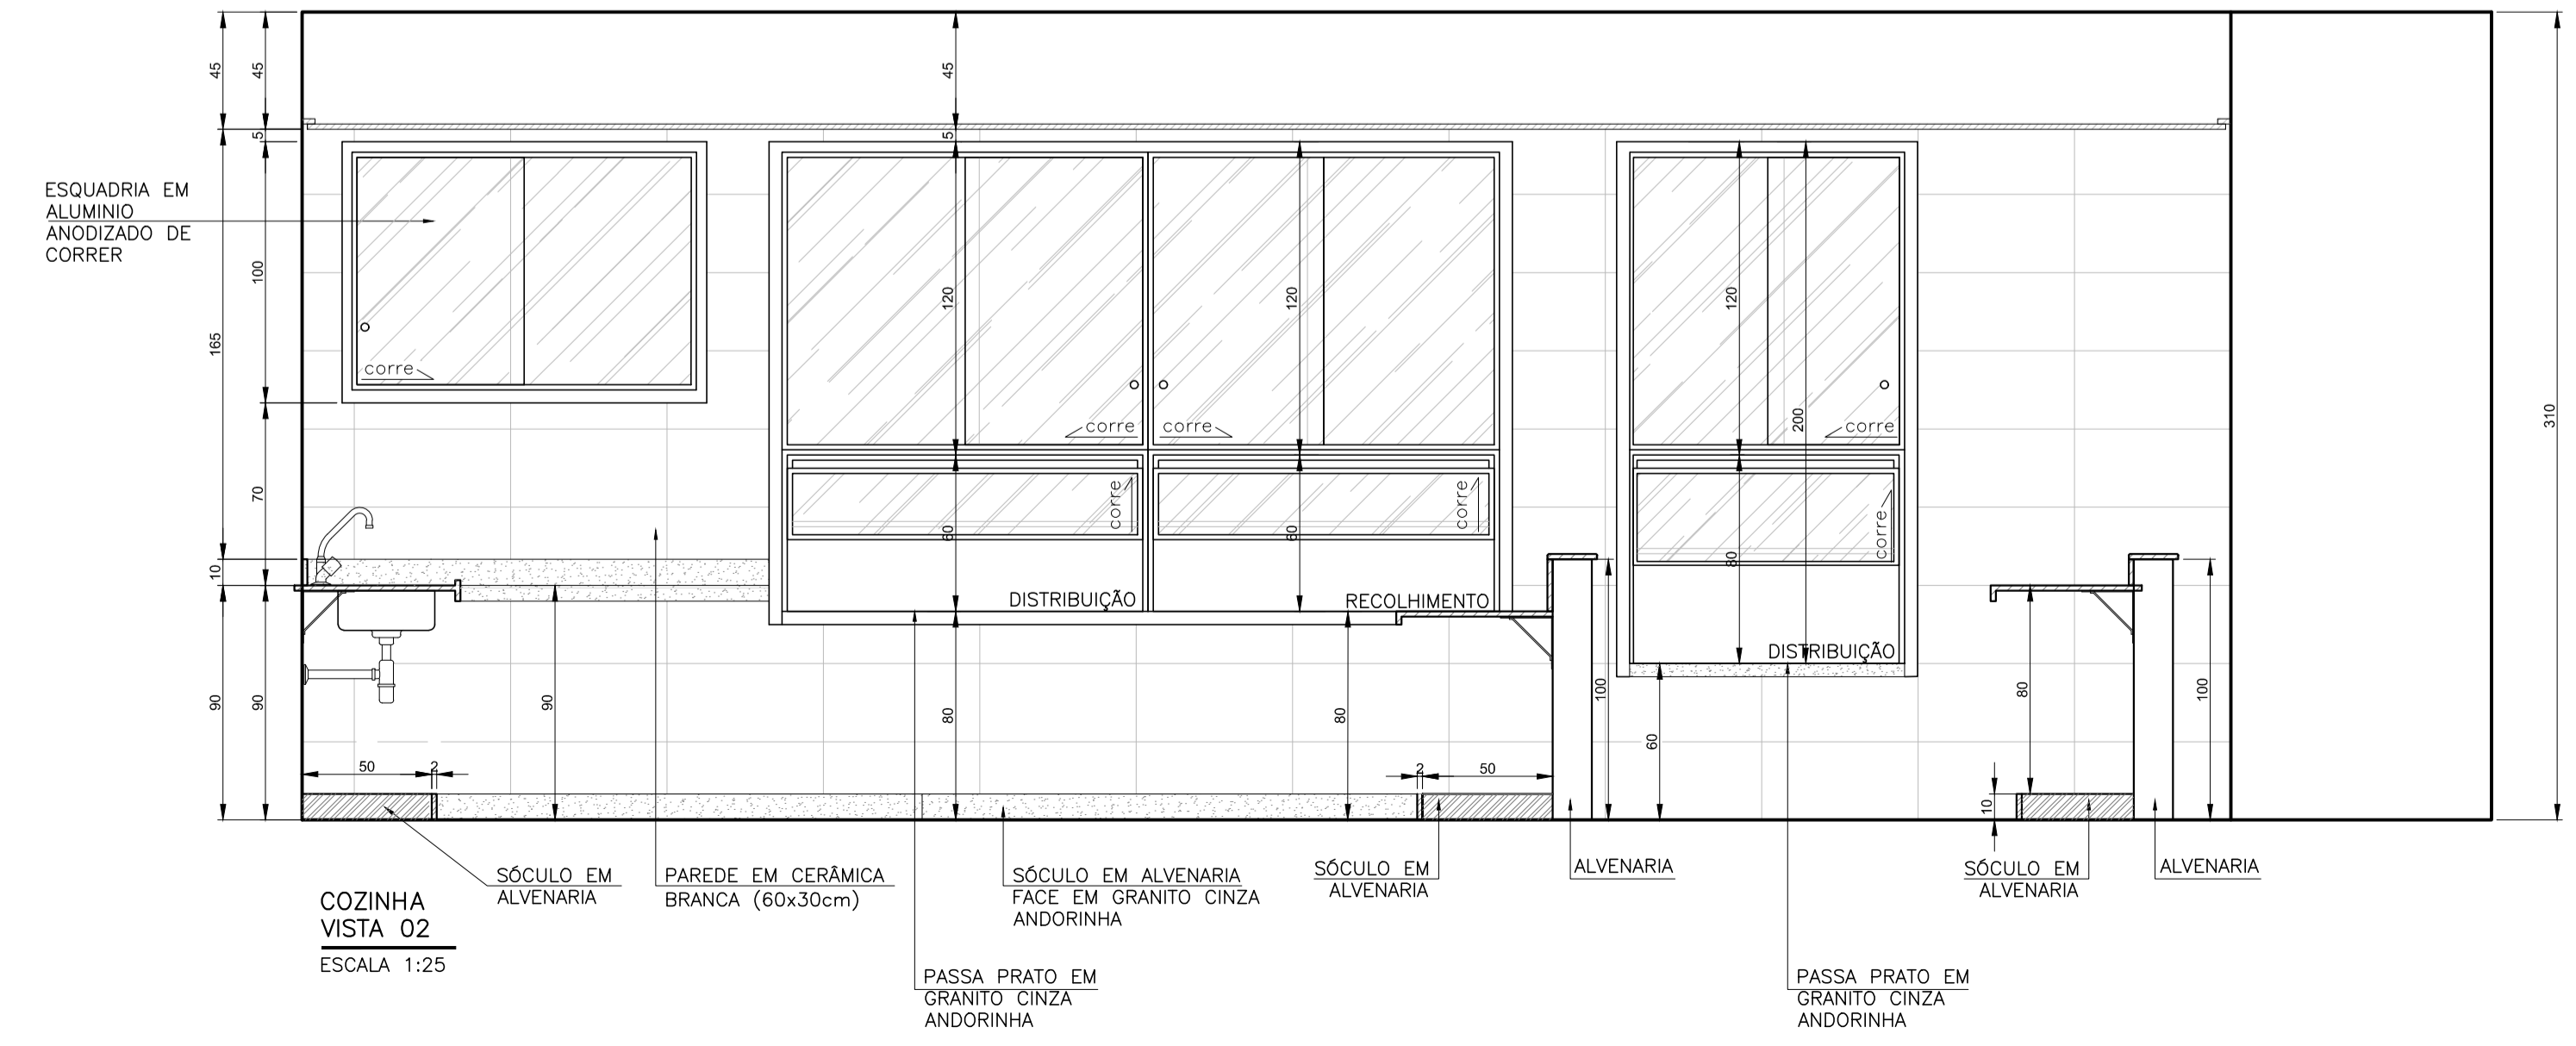 45
45
45
5
5
ESQUADRIA EM
ALUMINIO
ANODIZADO DE
CORRER
100
165
120
120
120
200
310
corre
corre
corre
corre
70
corre
corre
corre
10
60
60
80
DISTRIBUIÇÃO
RECOLHIMENTO
DISTRIBUIÇÃO
90
90
90
80
80
100
60
80
100
50
2
2
50
10
SÓCULO EM
ALVENARIA
PAREDE EM CERÂMICA
BRANCA (60x30cm)
SÓCULO EM ALVENARIA
FACE EM GRANITO CINZA
ANDORINHA
SÓCULO EM
ALVENARIA
ALVENARIA
SÓCULO EM
ALVENARIA
ALVENARIA
COZINHA
VISTA 02
ESCALA 1:25
PASSA PRATO EM
GRANITO CINZA
ANDORINHA
PASSA PRATO EM
GRANITO CINZA
ANDORINHA